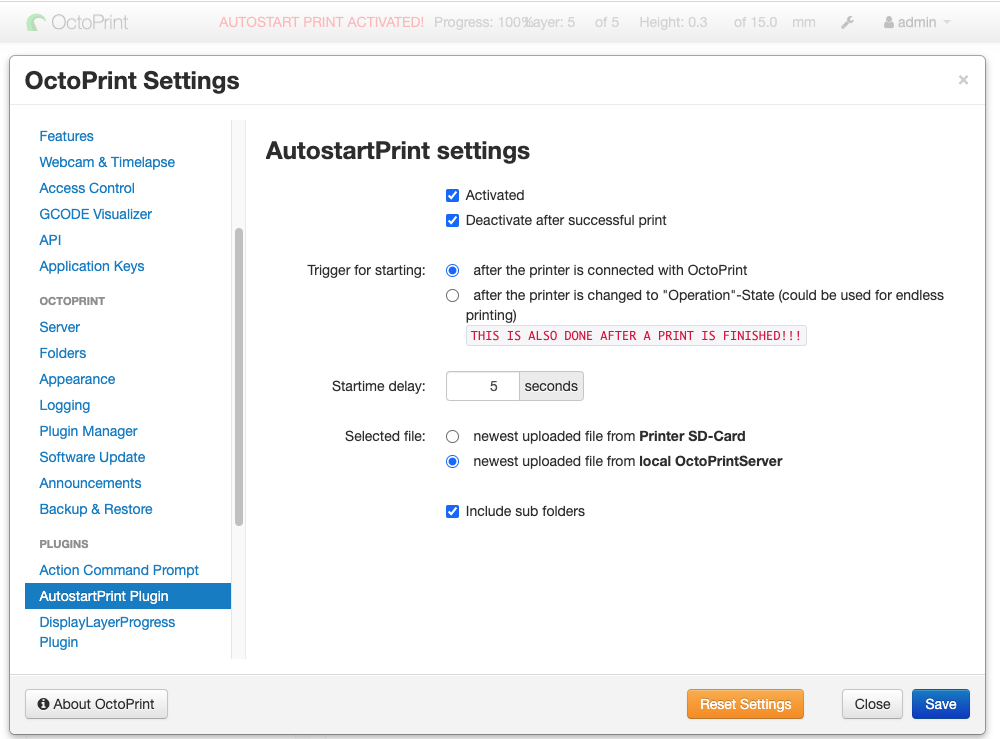 OctoPrint AUTOSTART PRINT ACTIVATED! Progress: 100% Layer: 5 of 5 Height: 0.3 of 15.0 mm admin
OctoPrint Settings ×
Features
Webcam & Timelapse
Access Control
GCODE Visualizer
API
Application Keys
OCTOPRINT
Server
Folders
Appearance
Logging
Plugin Manager
Software Update
Announcements
Backup & Restore
PLUGINS
Action Command Prompt
AutostartPrint Plugin
DisplayLayerProgress
Plugin
AutostartPrint settings
Activated
Deactivate after successful print
Trigger for starting: after the printer is connected with OctoPrint
after the printer is changed to "Operation"-State (could be used for endless
printing)
THIS IS ALSO DONE AFTER A PRINT IS FINISHED!!!
Startime delay: 5 seconds
Selected file: newest uploaded file from Printer SD-Card
newest uploaded file from local OctoPrintServer
Include sub folders
About OctoPrint Reset Settings Close Save